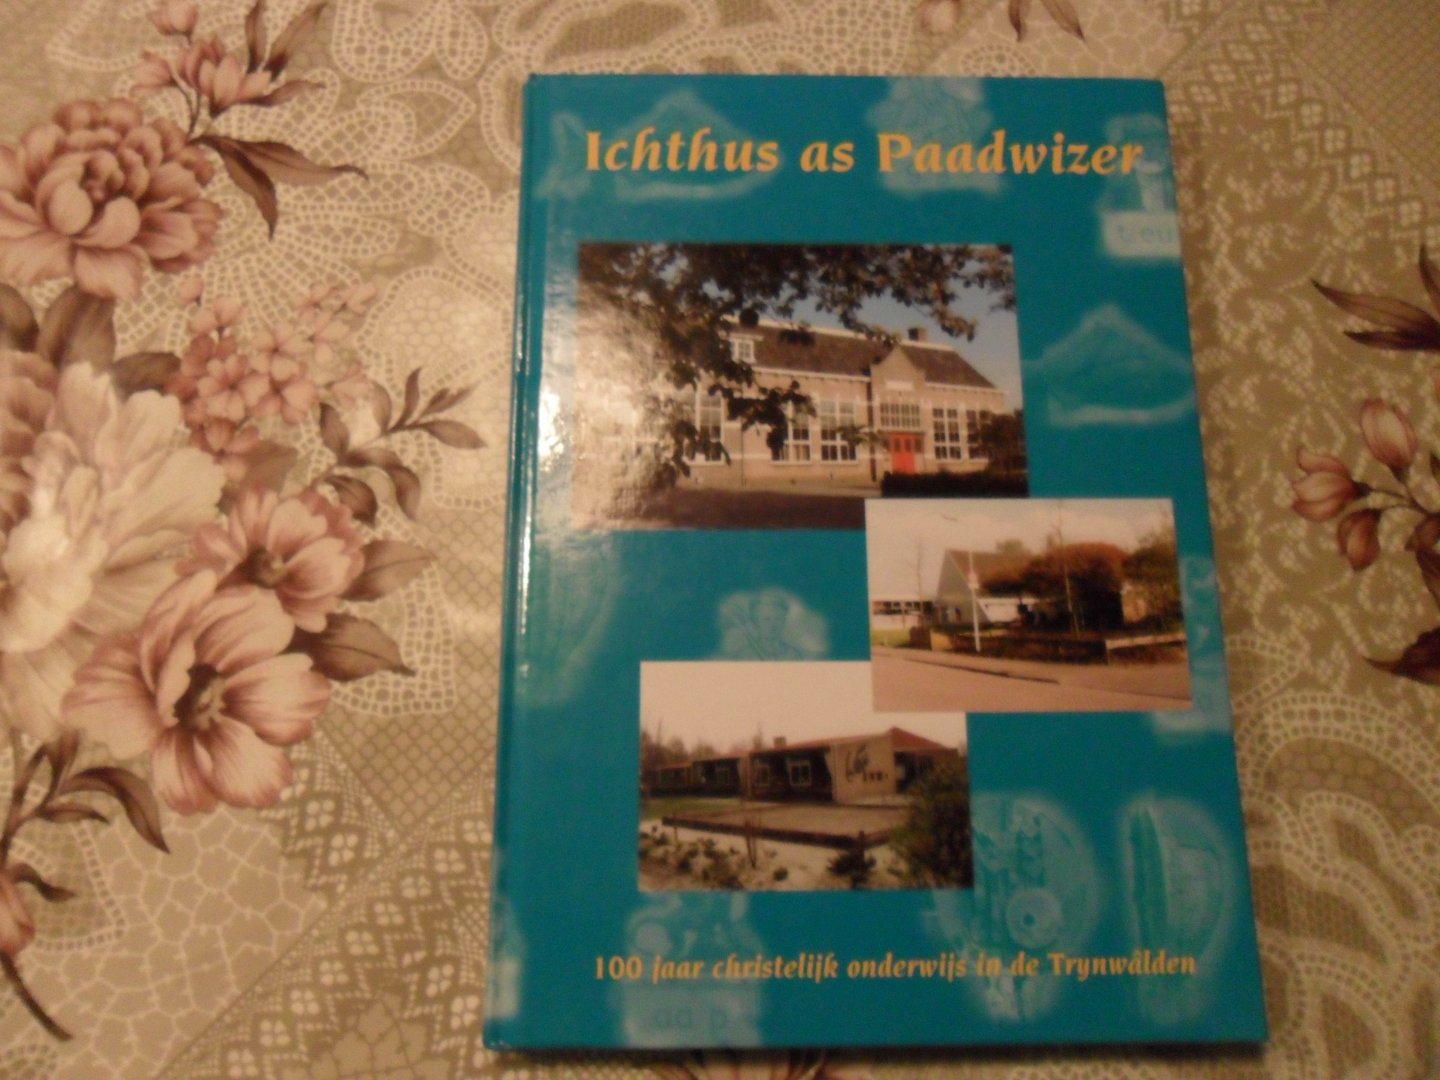 Ichthus as Paadwizer
100 jaar christelijk onderwijs in de Trynwâlden